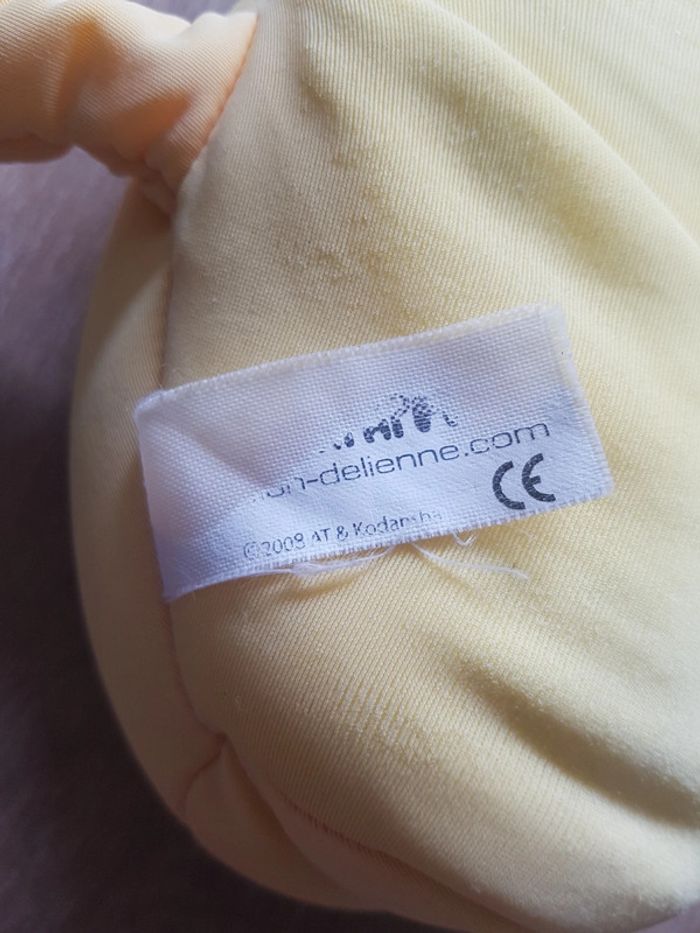 -delienne.com
CE
©2008 AT & Kodansha